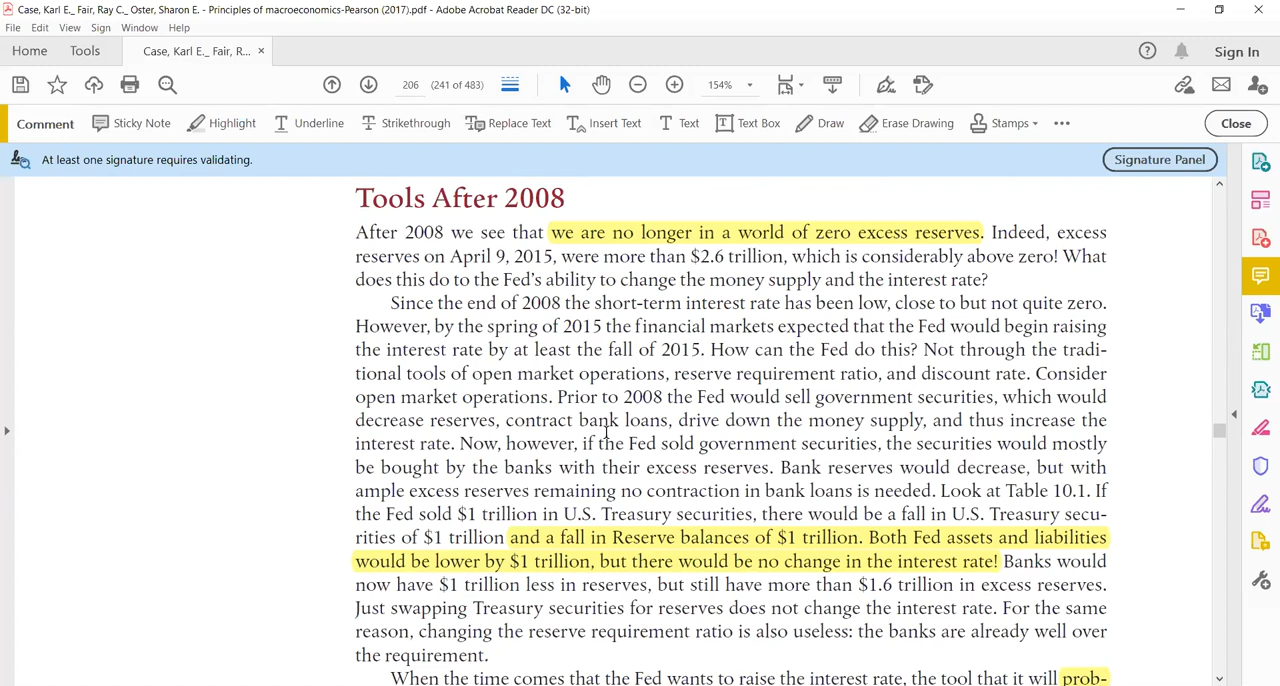 Case, Karl E._ Fair, Ray C._ Oster, Sharon E. - Principles of macroeconomics-Pearson (2017).pdf - Adobe Acrobat Reader DC (32-bit)
File Edit View Sign Window Help
Home Tools Case, Karl E._ Fair, R... × Sign In
206 (241 of 483) 154%
Comment Sticky Note Highlight Underline Strikethrough Replace Text Insert Text Text Text Box Draw Erase Drawing Stamps Close
At least one signature requires validating. Signature Panel
Tools After 2008
After 2008 we see that we are no longer in a world of zero excess reserves. Indeed, excess
reserves on April 9, 2015, were more than $2.6 trillion, which is considerably above zero! What
does this do to the Fed's ability to change the money supply and the interest rate?
Since the end of 2008 the short-term interest rate has been low, close to but not quite zero.
However, by the spring of 2015 the financial markets expected that the Fed would begin raising
the interest rate by at least the fall of 2015. How can the Fed do this? Not through the tradi-
tional tools of open market operations, reserve requirement ratio, and discount rate. Consider
open market operations. Prior to 2008 the Fed would sell government securities, which would
decrease reserves, contract bank loans, drive down the money supply, and thus increase the
interest rate. Now, however, if the Fed sold government securities, the securities would mostly
be bought by the banks with their excess reserves. Bank reserves would decrease, but with
ample excess reserves remaining no contraction in bank loans is needed. Look at Table 10.1. If
the Fed sold $1 trillion in U.S. Treasury securities, there would be a fall in U.S. Treasury secu-
rities of $1 trillion and a fall in Reserve balances of $1 trillion. Both Fed assets and liabilities
would be lower by $1 trillion, but there would be no change in the interest rate! Banks would
now have $1 trillion less in reserves, but still have more than $1.6 trillion in excess reserves.
Just swapping Treasury securities for reserves does not change the interest rate. For the same
reason, changing the reserve requirement ratio is also useless: the banks are already well over
the requirement.
When the time comes that the Fed wants to raise the interest rate, the tool that it will prob-